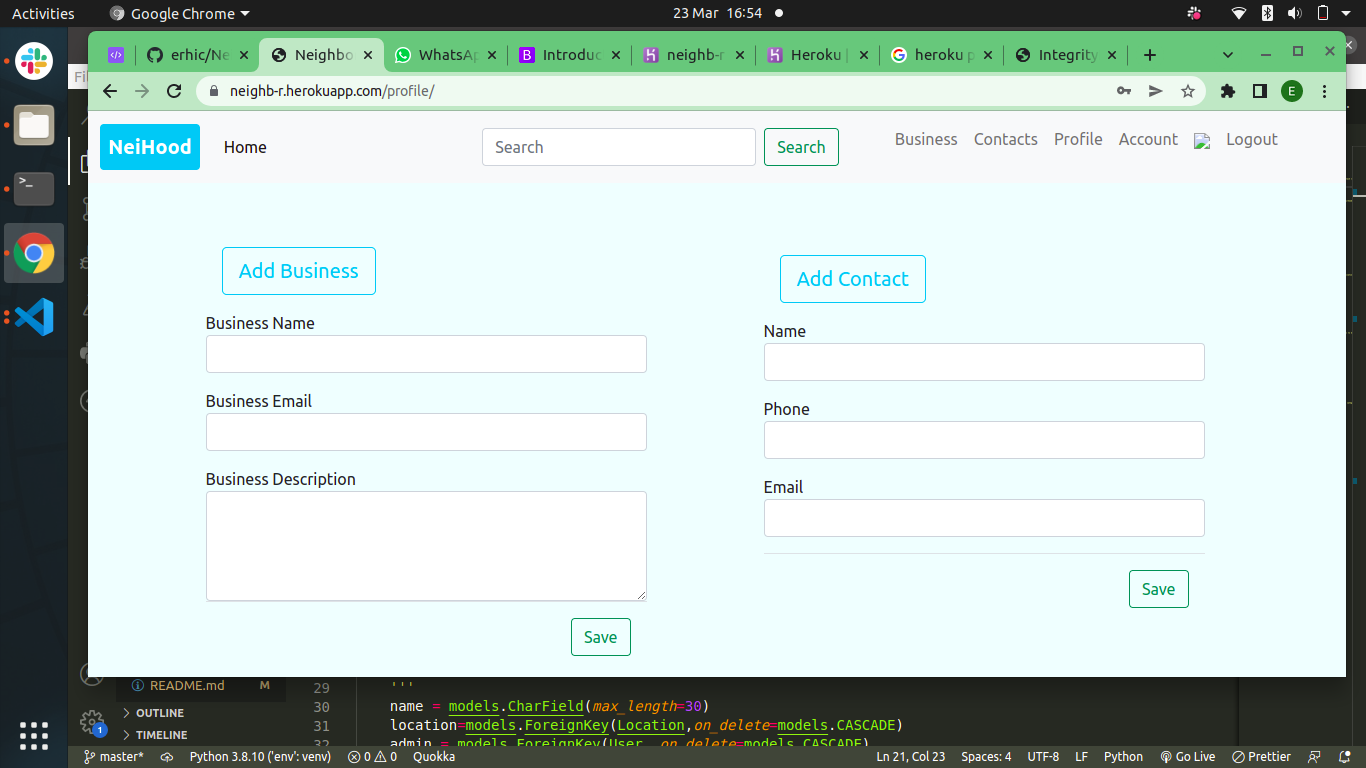 Activities Google Chrome 23 Mar 16:54
erhic/Ne Neighbo WhatsAp Introduc neighb-r Heroku | heroku p Integrity
neighb-r.herokuapp.com/profile/ E
NeiHood Home Search Search Business Contacts Profile Account Logout
Add Business
Add Contact
Business Name
Name
Business Email
Phone
Business Description
Email
Save
Save
README.md M
OUTLINE
TIMELINE
29 '''
30 name = models.CharField(max_length=30)
31 location=models.ForeignKey(Location,on_delete=models.CASCADE)
32 admin = models.ForeignKey(User, on_delete=models.CASCADE)
1
master* Python 3.8.10 ('env': venv) 0 0 Quokka Ln 21, Col 23 Spaces: 4 UTF-8 LF Python Go Live Prettier